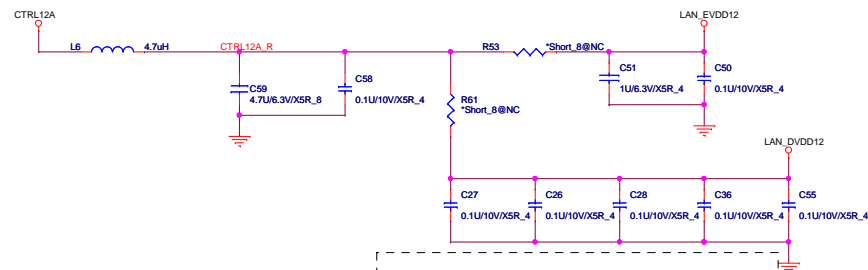 CTRL12A
LAN_EVDD12
L6
4.7uH
CTRL12A_R
R53
*Short_8@NC
C59
4.7U/6.3V/X5R_8
C58
0.1U/10V/X5R_4
C51
1U/6.3V/X5R_4
C50
0.1U/10V/X5R_4
R61
*Short_8@NC
LAN_DVDD12
C27
0.1U/10V/X5R_4
C26
0.1U/10V/X5R_4
C28
0.1U/10V/X5R_4
C36
0.1U/10V/X5R_4
C55
0.1U/10V/X5R_4